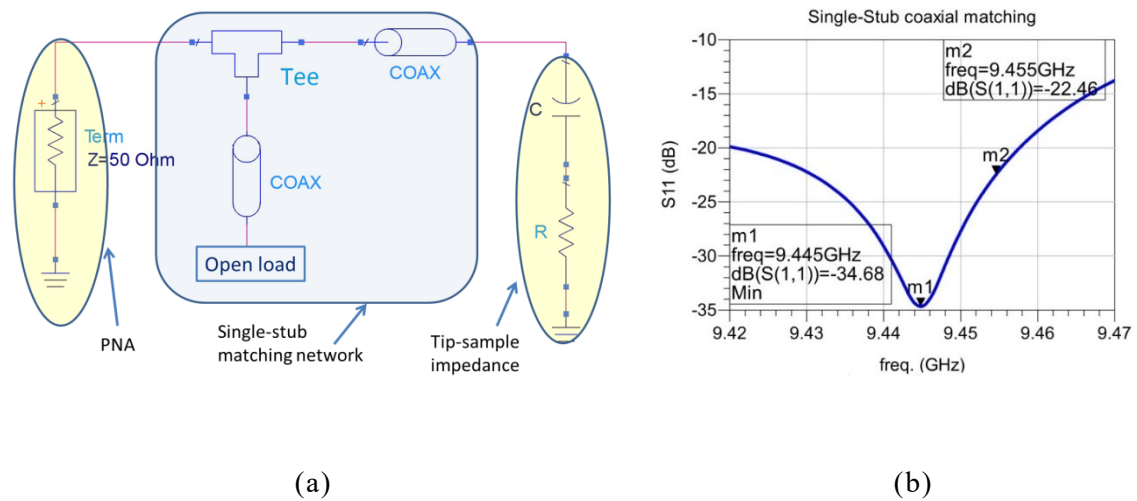 +
Term
Z=50 Ohm
Tee
COAX
COAX
Open load
C
R
PNA
Single-stub
matching network
Tip-sample
impedance
(a)
Single-Stub coaxial matching
m2
freq=9.455GHz
dB(S(1,1))=-22.46
m1
freq=9.445GHz
dB(S(1,1))=-34.68
Min
m2
m1
S11 (dB)
-10
-15
-20
-25
-30
-35
9.42
9.43
9.44
9.45
9.46
9.47
freq. (GHz)
(b)